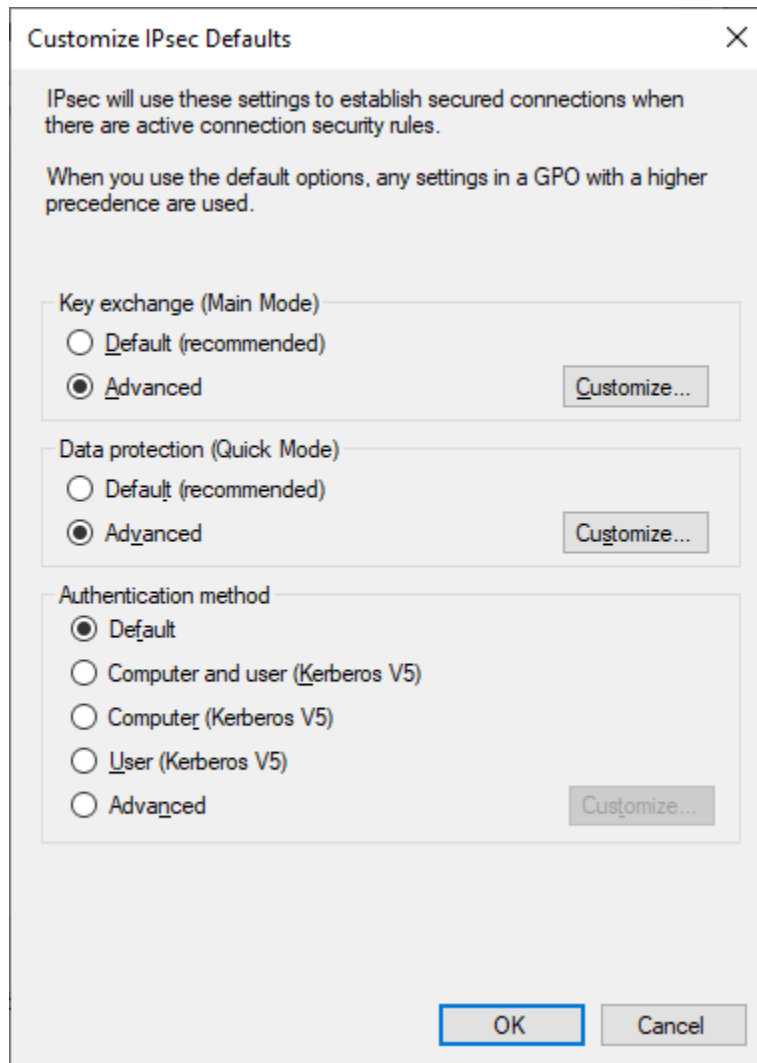 Customize IPsec Defaults
IPsec will use these settings to establish secured connections when
there are active connection security rules.
When you use the default options, any settings in a GPO with a higher
precedence are used.
Key exchange (Main Mode)
Default (recommended)
Advanced
Customize...
Data protection (Quick Mode)
Default (recommended)
Advanced
Customize...
Authentication method
Default
Computer and user (Kerberos V5)
Computer (Kerberos V5)
User (Kerberos V5)
Advanced
Customize...
OK
Cancel